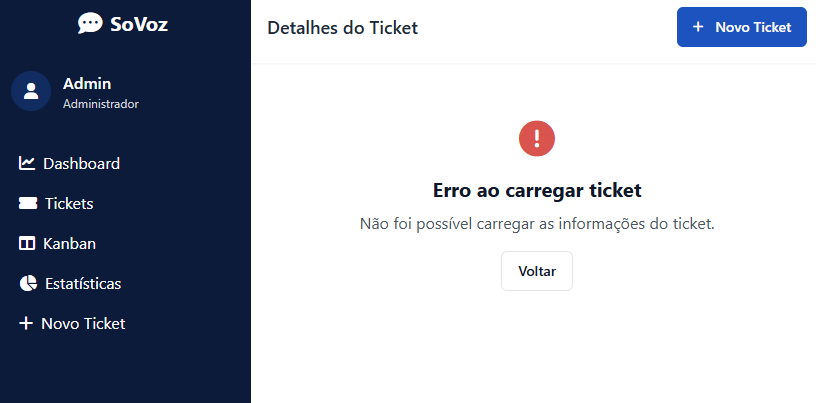 SoVoz
Admin
Administrador
Dashboard
Tickets
Kanban
Estatísticas
Novo Ticket
Detalhes do Ticket
Novo Ticket
Erro ao carregar ticket
Não foi possível carregar as informações do ticket.
Voltar